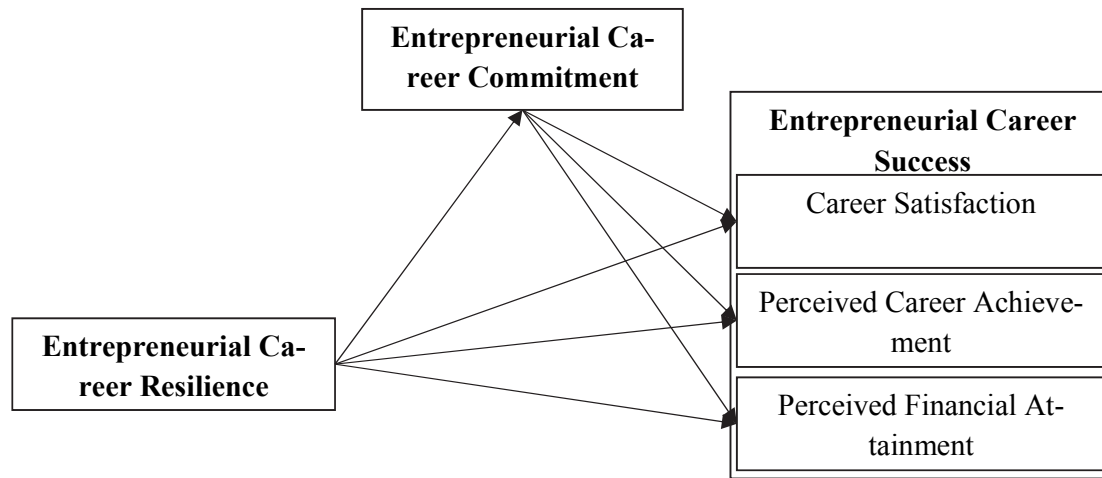 Entrepreneurial Ca-
reer Commitment
Entrepreneurial Career
Success
Career Satisfaction
Perceived Career Achieve-
ment
Entrepreneurial Ca-
reer Resilience
Perceived Financial At-
tainment